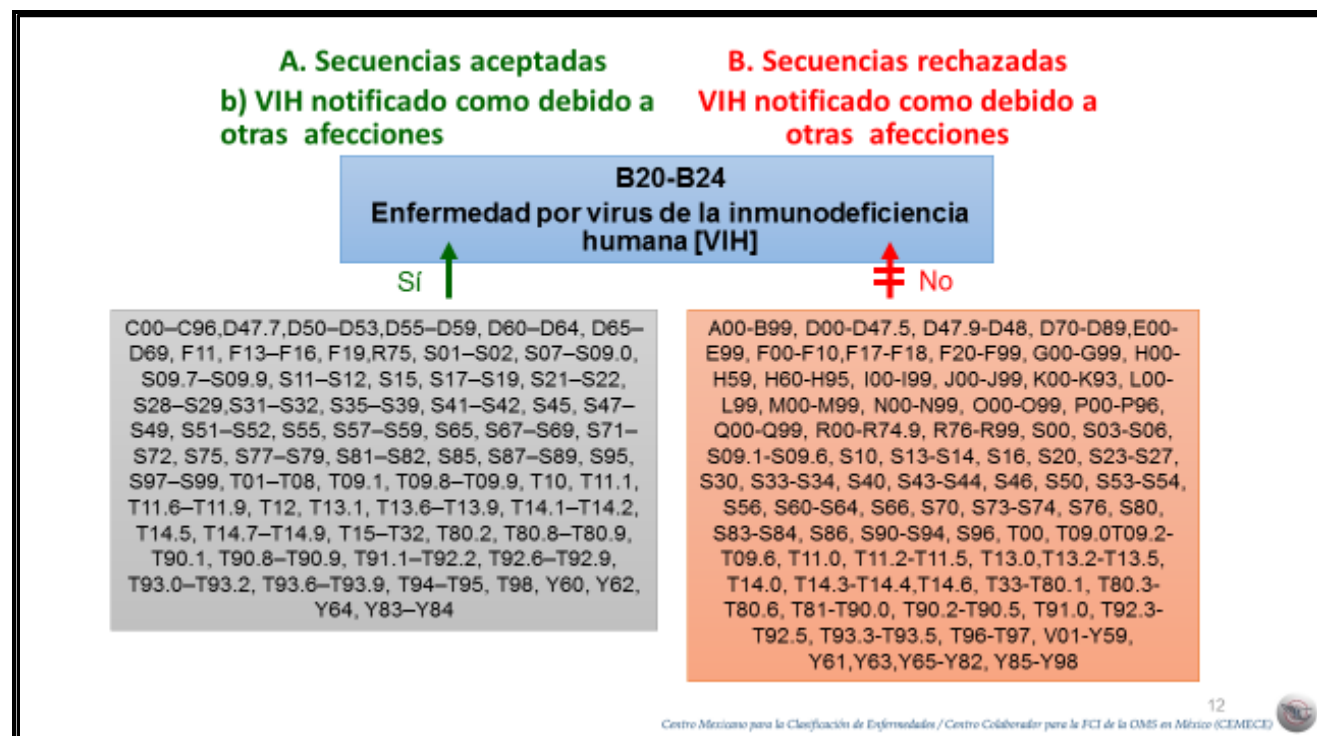 A. Secuencias aceptadas
b) VIH notificado como debido a
otras afecciones
B. Secuencias rechazadas
VIH notificado como debido a
otras afecciones
B20-B24
Enfermedad por virus de la inmunodeficiencia
humana [VIH]
Sí
No
C00–C96,D47.7,D50–D53,D55–D59, D60–D64, D65–
D69, F11, F13–F16, F19,R75, S01–S02, S07–S09.0,
S09.7–S09.9, S11–S12, S15, S17–S19, S21–S22,
S28–S29,S31–S32, S35–S39, S41–S42, S45, S47–
S49, S51–S52, S55, S57–S59, S65, S67–S69, S71–
S72, S75, S77–S79, S81–S82, S85, S87–S89, S95,
S97–S99, T01–T08, T09.1, T09.8–T09.9, T10, T11.1,
T11.6–T11.9, T12, T13.1, T13.6–T13.9, T14.1–T14.2,
T14.5, T14.7–T14.9, T15–T32, T80.2, T80.8–T80.9,
T90.1, T90.8–T90.9, T91.1–T92.2, T92.6–T92.9,
T93.0–T93.2, T93.6–T93.9, T94–T95, T98, Y60, Y62,
Y64, Y83–Y84
A00-B99, D00-D47.5, D47.9-D48, D70-D89,E00-
E99, F00-F10,F17-F18, F20-F99, G00-G99, H00-
H59, H60-H95, I00-I99, J00-J99, K00-K93, L00-
L99, M00-M99, N00-N99, O00-O99, P00-P96,
Q00-Q99, R00-R74.9, R76-R99, S00, S03-S06,
S09.1-S09.6, S10, S13-S14, S16, S20, S23-S27,
S30, S33-S34, S40, S43-S44, S46, S50, S53-S54,
S56, S60-S64, S66, S70, S73-S74, S76, S80,
S83-S84, S86, S90-S94, S96, T00, T09.0T09.2-
T09.6, T11.0, T11.2-T11.5, T13.0,T13.2-T13.5,
T14.0, T14.3-T14.4,T14.6, T33-T80.1, T80.3-
T80.6, T81-T90.0, T90.2-T90.5, T91.0, T92.3-
T92.5, T93.3-T93.5, T96-T97, V01-Y59,
Y61,Y63,Y65-Y82, Y85-Y98
12
Centro Mexicano para la Clasificación de Enfermedades / Centro Colaborador para la FCI de la OMS en México (CEMECE)